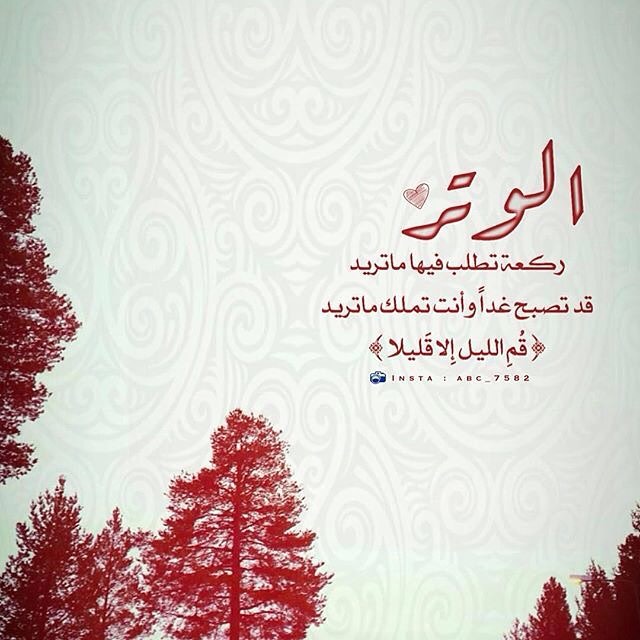 الوتر
ركعة تطلب فيها ماتريد
قد تصبح غداً وأنت تملك ماتريد
﴿ قُمِ الليل إلا قَليلا ﴾
INSTA : ABC_7582